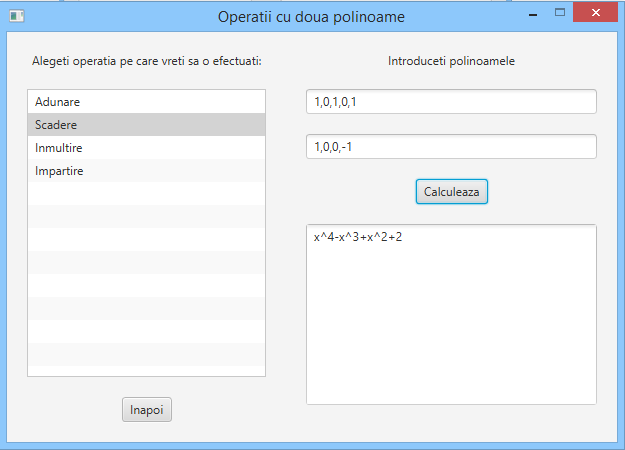 Operatii cu doua polinoame
Alegeti operatia pe care vreti sa o efectuati:
Adunare
Scadere
Inmultire
Impartire
Inapoi
Introduceti polinoamele
1,0,1,0,1
1,0,0,-1
Calculeaza
x^4-x^3+x^2+2